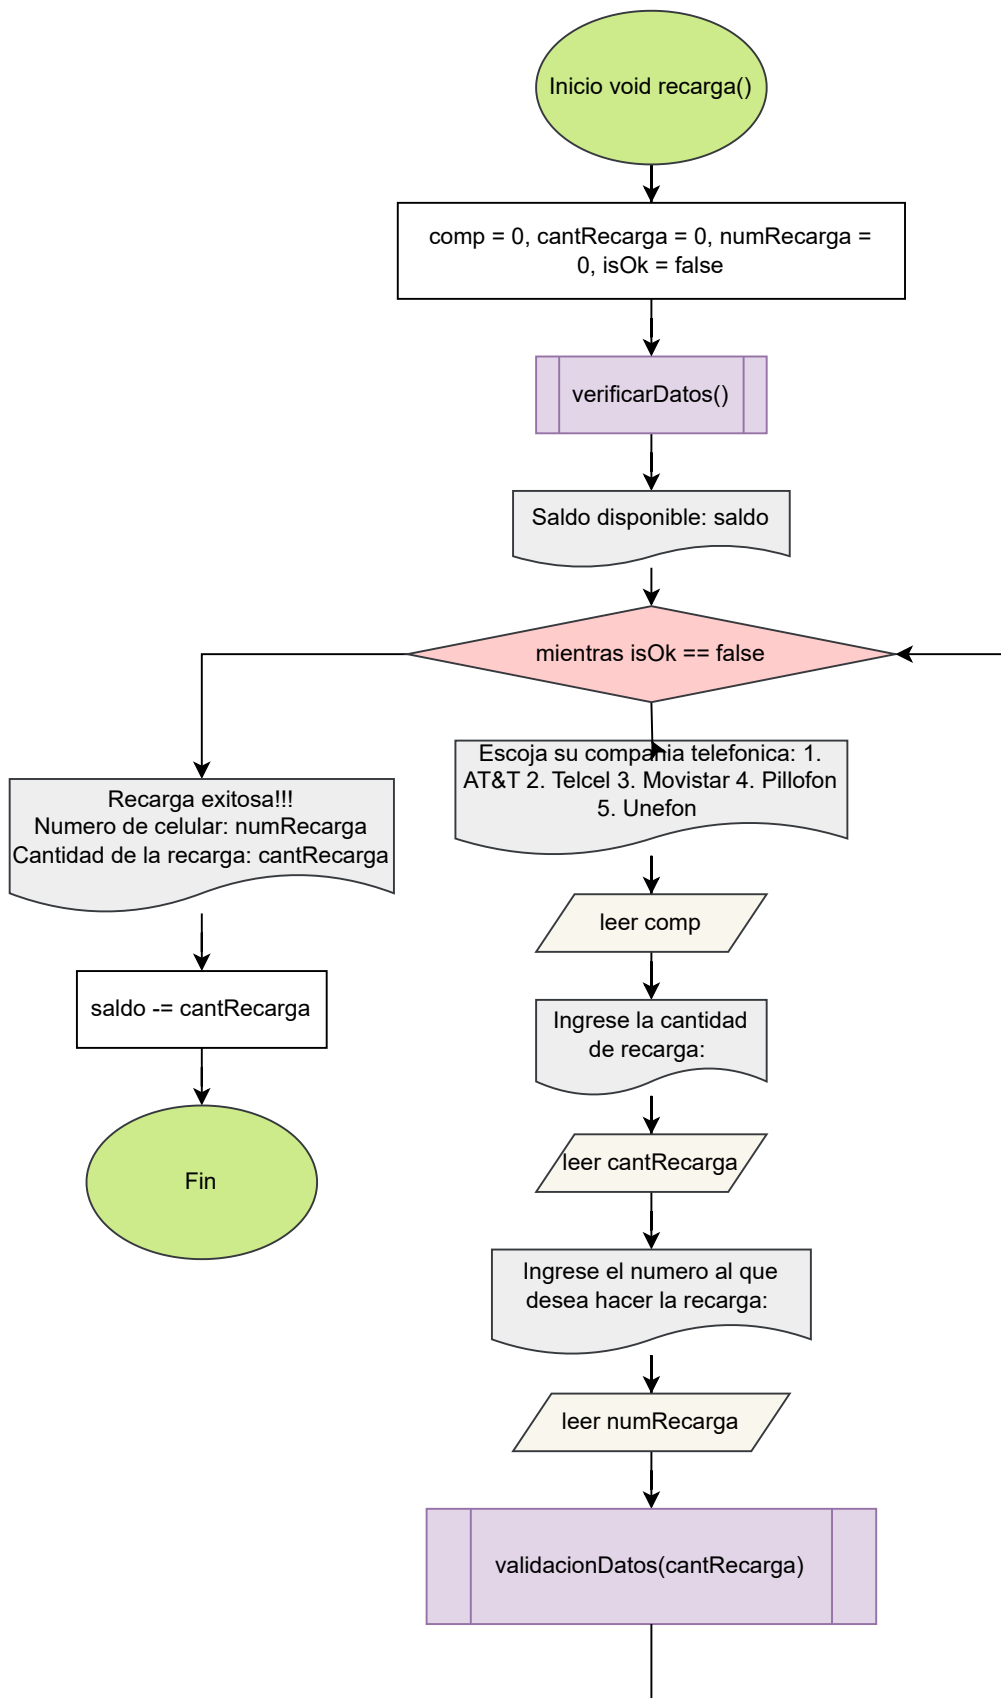 Inicio void recarga()
comp = 0, cantRecarga = 0, numRecarga =
0, isOk = false
verificarDatos()
Saldo disponible: saldo
mientras isOk == false
Escoja su compañia telefonica: 1.
AT&T 2. Telcel 3. Movistar 4. Pillofon
5. Unefon
leer comp
Ingrese la cantidad
de recarga:
leer cantRecarga
Ingrese el numero al que
desea hacer la recarga:
leer numRecarga
validacionDatos(cantRecarga)
Recarga exitosa!!!
Numero de celular: numRecarga
Cantidad de la recarga: cantRecarga
saldo -= cantRecarga
Fin